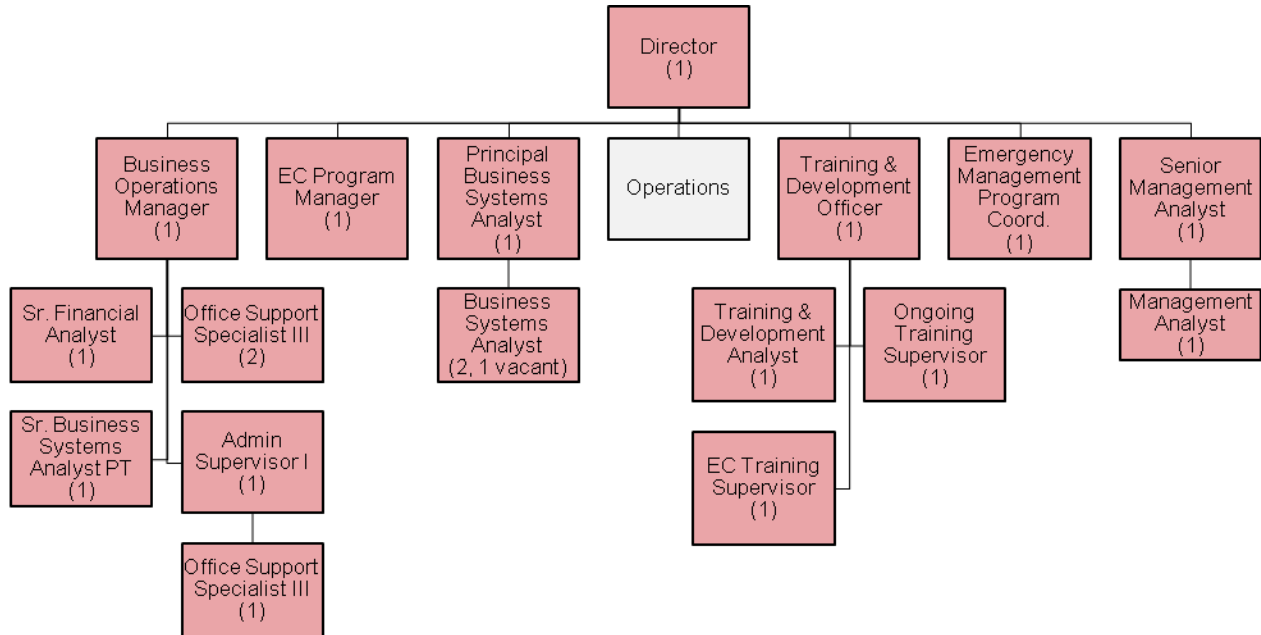 Director
(1)
Business
Operations
Manager
(1)
EC Program
Manager
(1)
Principal
Business
Systems
Analyst
(1)
Operations
Training &
Development
Officer
(1)
Emergency
Management
Program
Coord.
(1)
Senior
Management
Analyst
(1)
Sr. Financial
Analyst
(1)
Office Support
Specialist III
(2)
Business
Systems
Analyst
(2, 1 vacant)
Training &
Development
Analyst
(1)
Ongoing
Training
Supervisor
(1)
Management
Analyst
(1)
Sr. Business
Systems
Analyst PT
(1)
Admin
Supervisor I
(1)
EC Training
Supervisor
(1)
Office Support
Specialist III
(1)